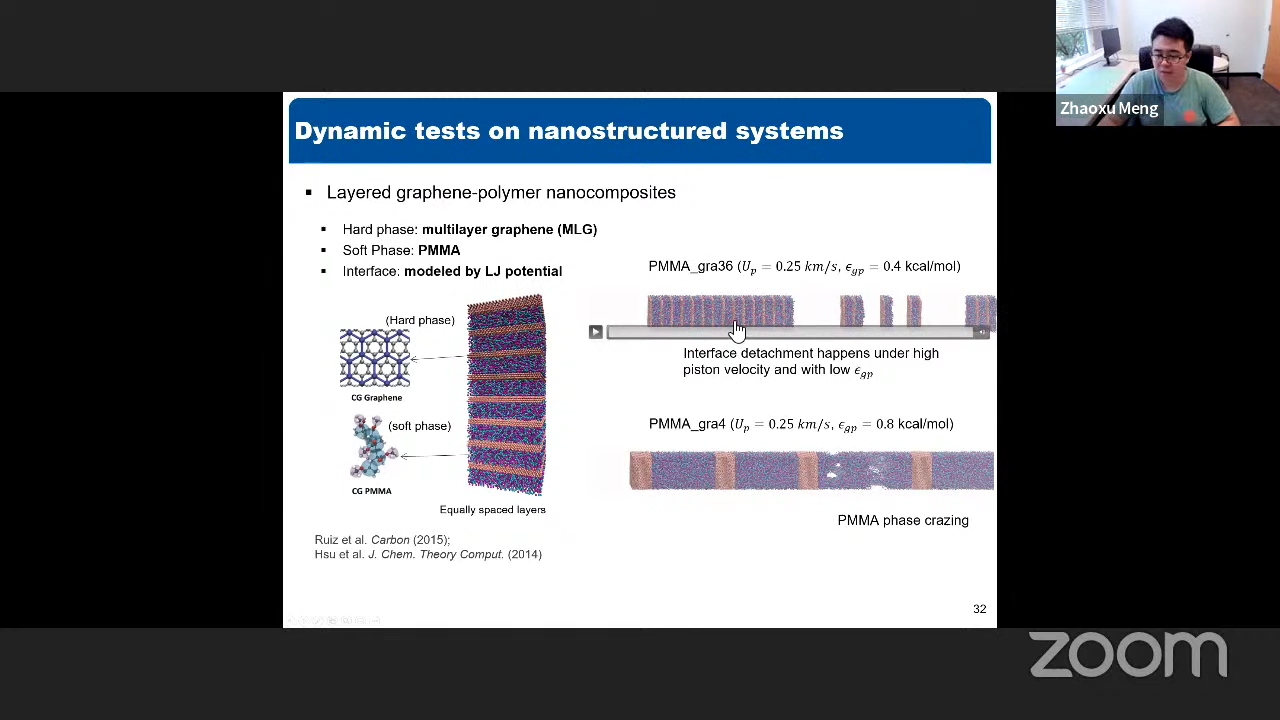 Zhaoxu Meng
Dynamic tests on nanostructured systems
▪ Layered graphene-polymer nanocomposites
▪ Hard phase: multilayer graphene (MLG)
▪ Soft Phase: PMMA
▪ Interface: modeled by LJ potential
(Hard phase)
CG Graphene
(soft phase)
CG PMMA
Equally spaced layers
Ruiz et al. Carbon (2015);
Hsu et al. J. Chem. Theory Comput. (2014)
PMMA_gra36 (U_p = 0.25 km/s, ϵ_gp = 0.4 kcal/mol)
Interface detachment happens under high
piston velocity and with low ϵ_gp
PMMA_gra4 (U_p = 0.25 km/s, ϵ_gp = 0.8 kcal/mol)
PMMA phase crazing
32
zoom